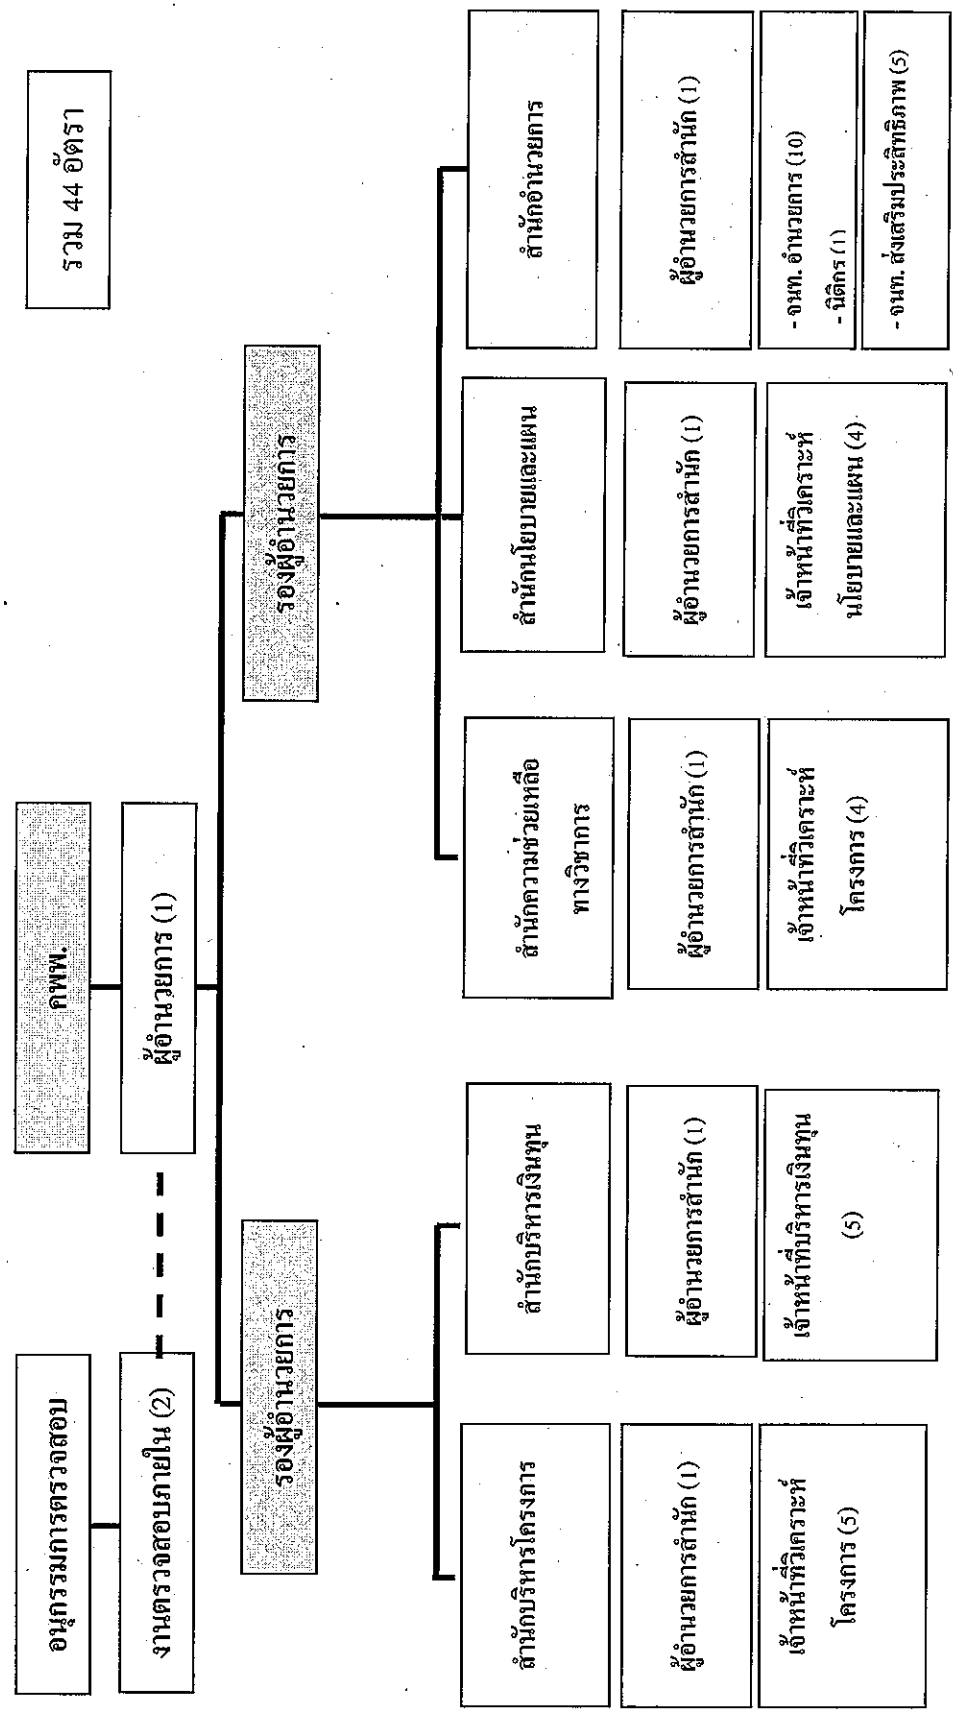 รวม 44 อัตรา
คพพ.
อนุกรรมการตรวจสอบ
ผู้อำนวยการ (1)
งานตรวจสอบภายใน (2)
รองผู้อำนวยการ
รองผู้อำนวยการ
สำนักบริหารโครงการ
สำนักบริหารเงินทุน
สำนักความช่วยเหลือ
ทางวิชาการ
สำนักนโยบายและแผน
สำนักอำนวยการ
ผู้อำนวยการสำนัก (1)
ผู้อำนวยการสำนัก (1)
ผู้อำนวยการสำนัก (1)
ผู้อำนวยการสำนัก (1)
ผู้อำนวยการสำนัก (1)
เจ้าหน้าที่วิเคราะห์
โครงการ (5)
เจ้าหน้าที่บริหารเงินทุน
(5)
เจ้าหน้าที่วิเคราะห์
โครงการ (4)
เจ้าหน้าที่วิเคราะห์
นโยบายและแผน (4)
- จนท. อำนวยการ (10)
- นิติกร (1)
- จนท. ส่งเสริมประสิทธิภาพ (5)